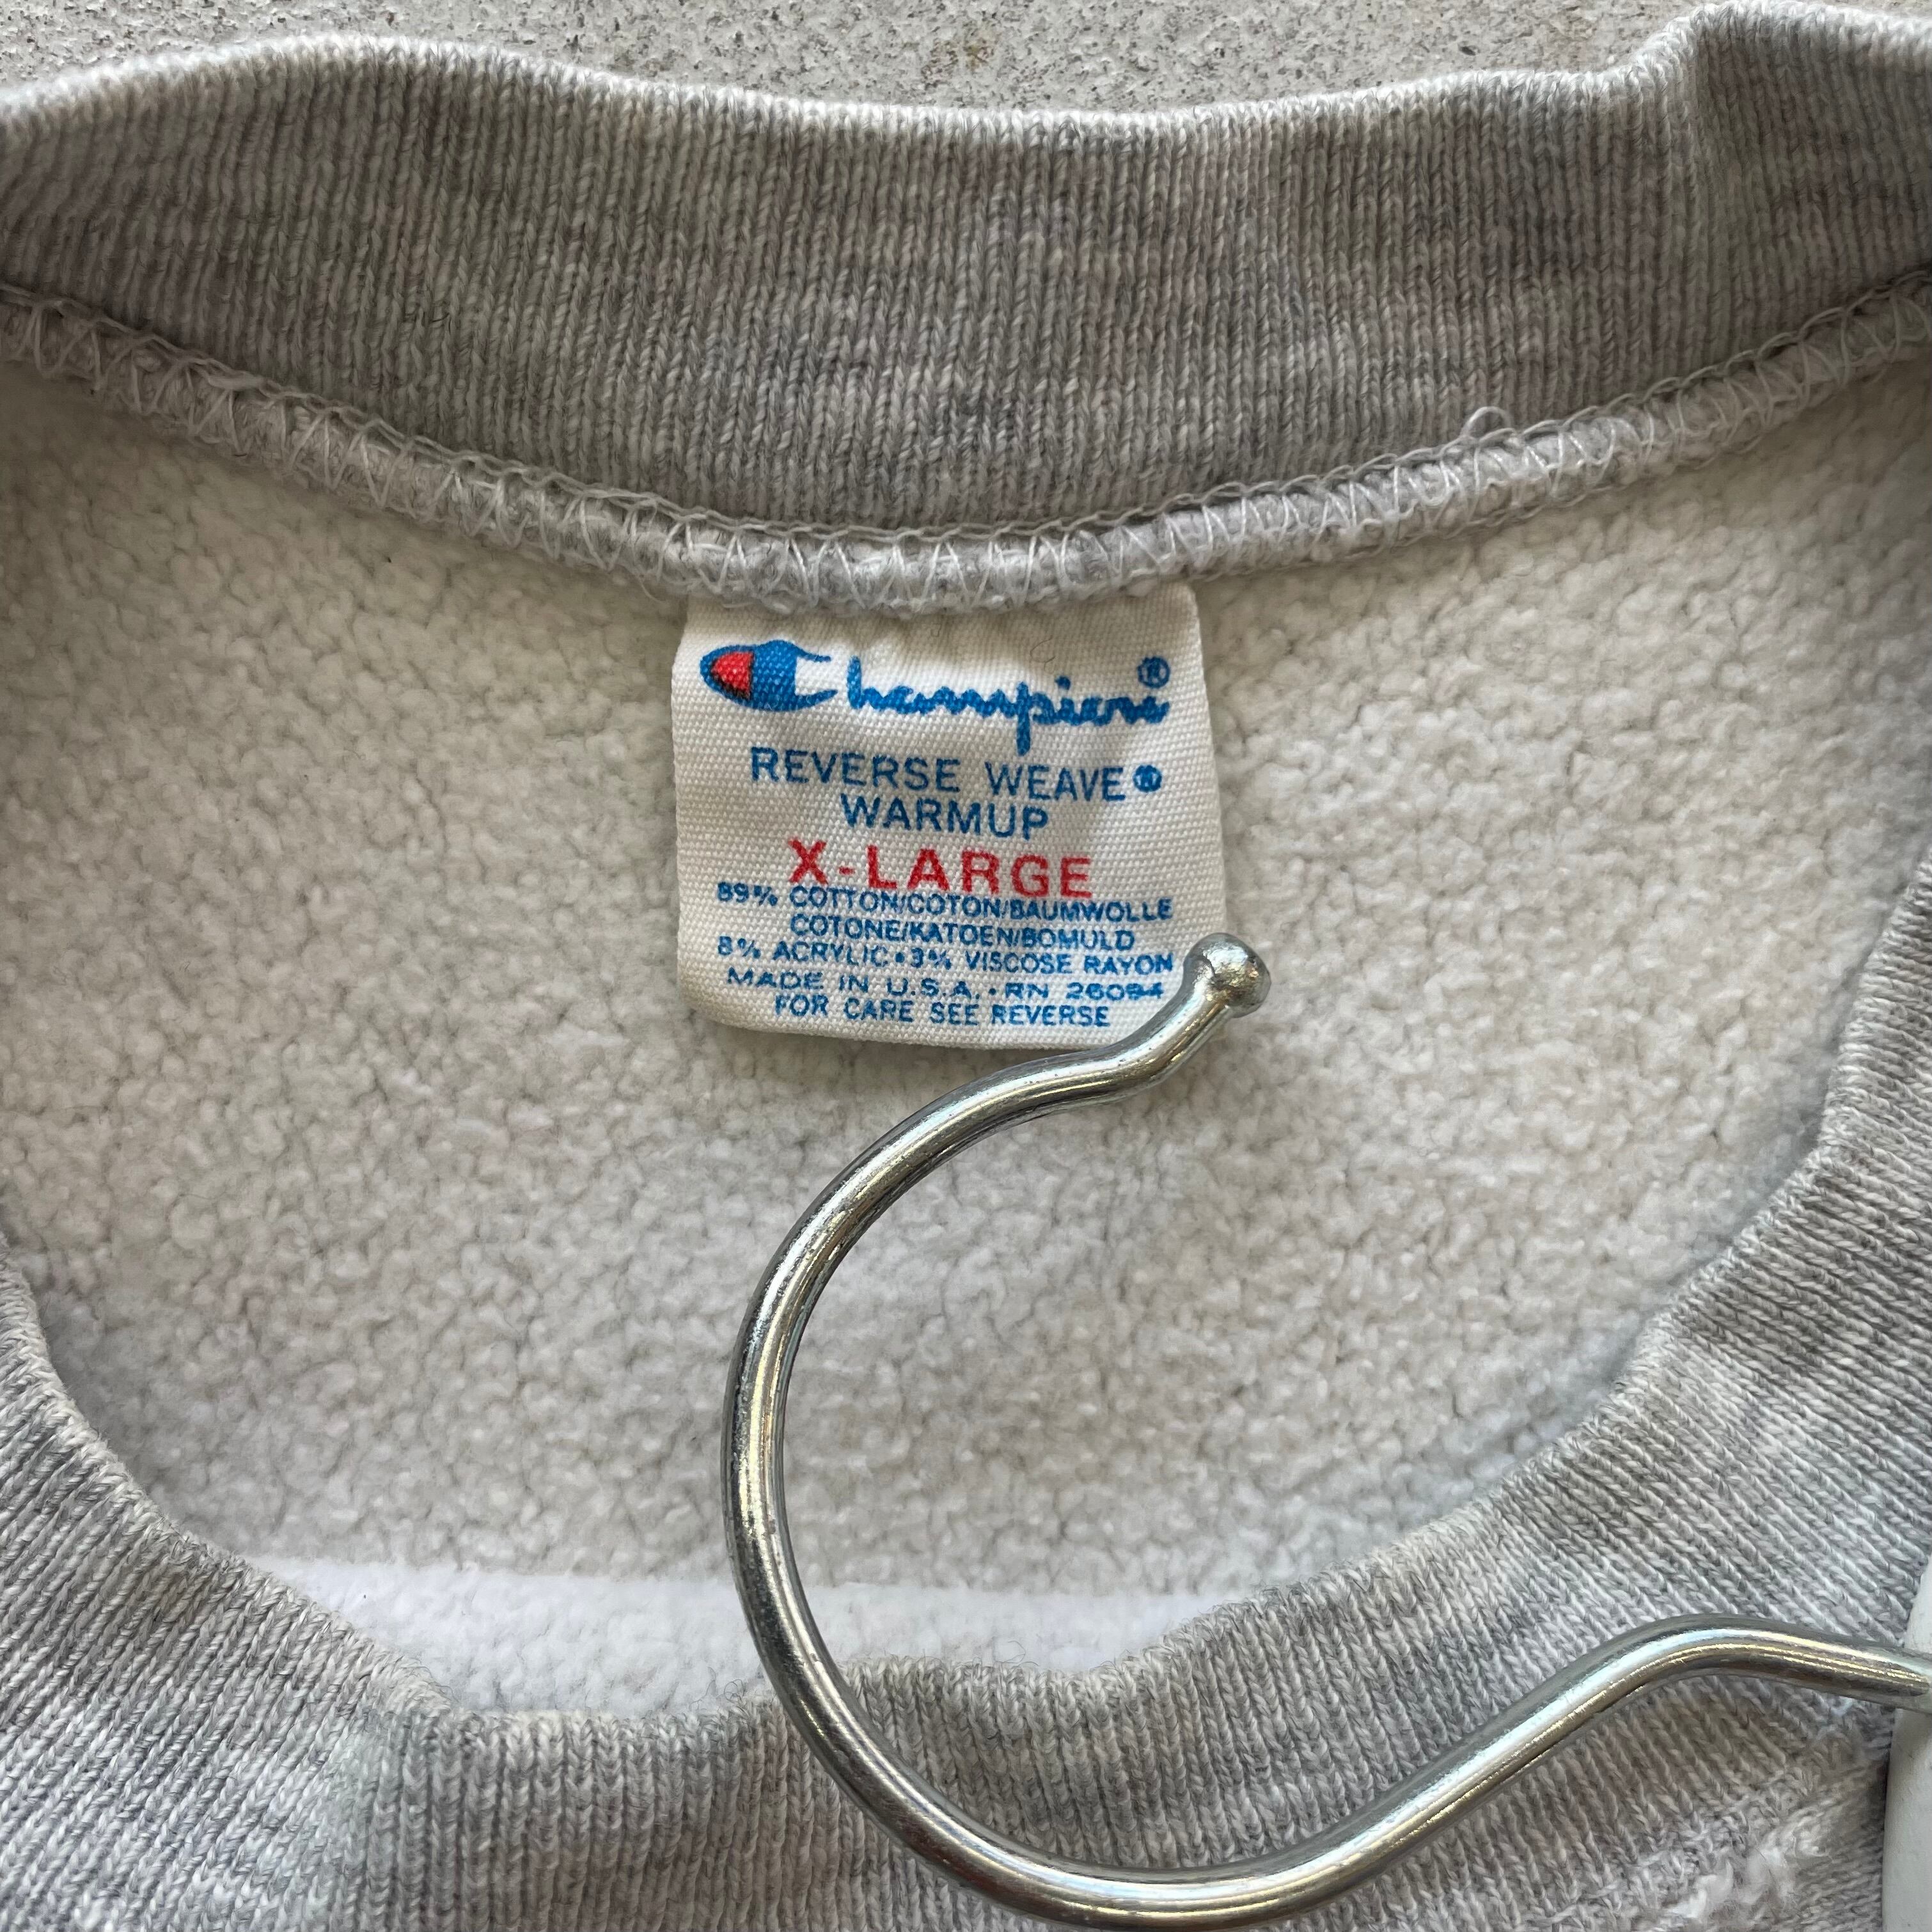 Champion®
REVERSE WEAVE®
WARMUP
X-LARGE
89% COTTON/COTON/BAUMWOLLE
COTONE/KATOEN/BOMULD
8% ACRYLIC•3% VISCOSE RAYON
MADE IN U.S.A.•RN 26094
FOR CARE SEE REVERSE